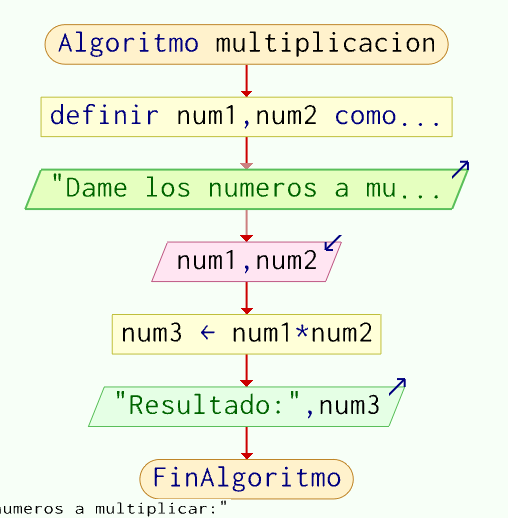 Algoritmo multiplicacion
definir num1,num2 como...
"Dame los numeros a mu...
num1,num2
num3 ← num1*num2
"Resultado:",num3
FinAlgoritmo
numeros a multiplicar:"